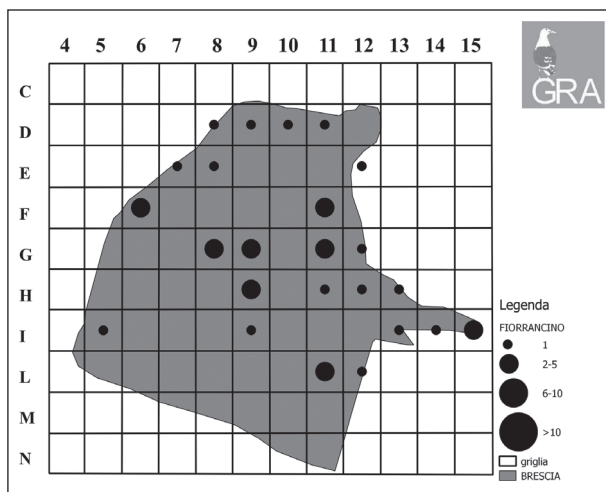 4 5 6 7 8 9 10 11 12 13 14 15
C
D
E
F
G
H
I
L
M
N
GRA
Legenda
FIORRANCINO
1
2-5
6-10
>10
griglia
BRESCIA